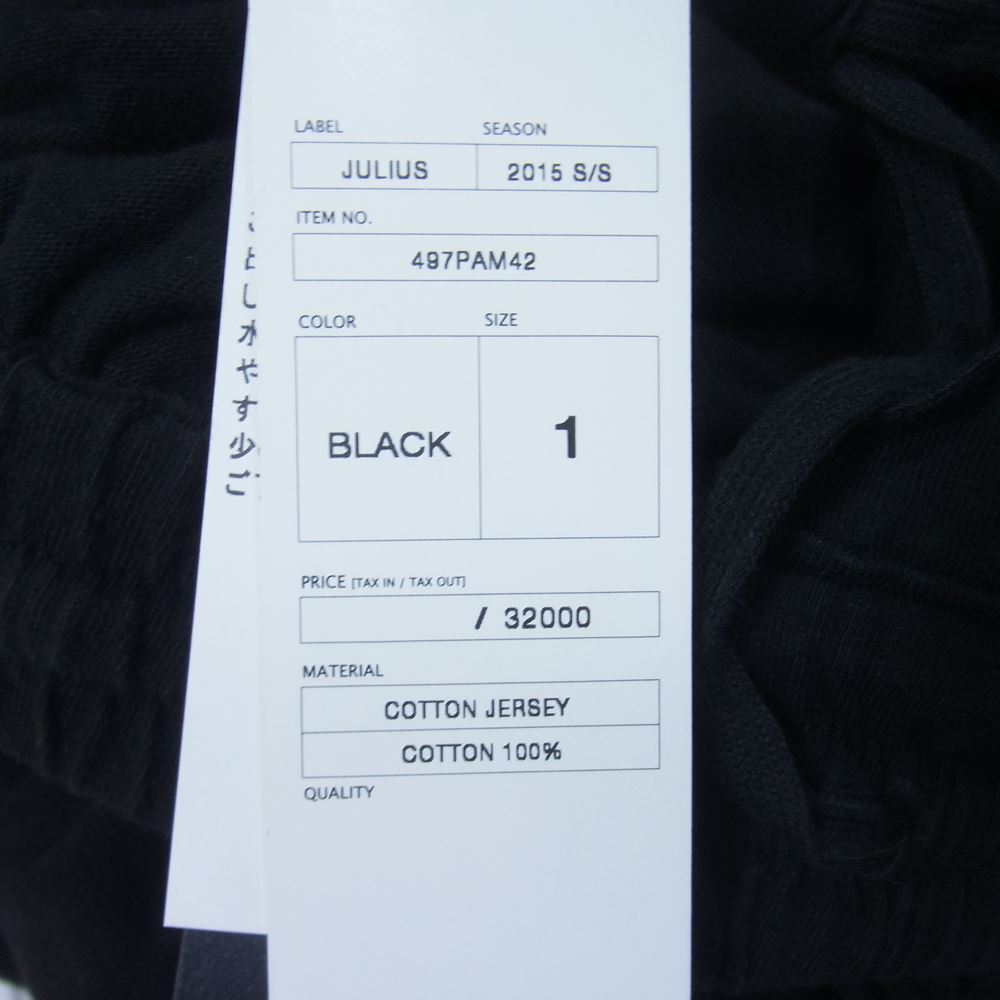 LABEL SEASON
JULIUS 2015 S/S
ITEM NO.
497PAM42
COLOR SIZE
BLACK 1
PRICE [TAX IN / TAX OUT]
/ 32000
MATERIAL
COTTON JERSEY
COTTON 100%
QUALITY